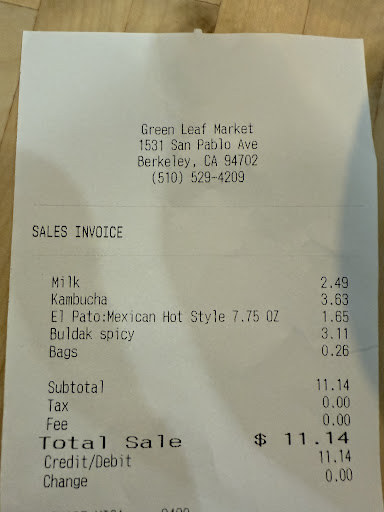 Green Leaf Market
1531 San Pablo Ave
Berkeley, CA 94702
(510) 529-4209
SALES INVOICE
Milk 2.49
Kambucha 3.63
El Pato:Mexican Hot Style 7.75 OZ 1.65
Buldak spicy 3.11
Bags 0.26
Subtotal 11.14
Tax 0.00
Fee 0.00
Total Sale $ 11.14
Credit/Debit 11.14
Change 0.00